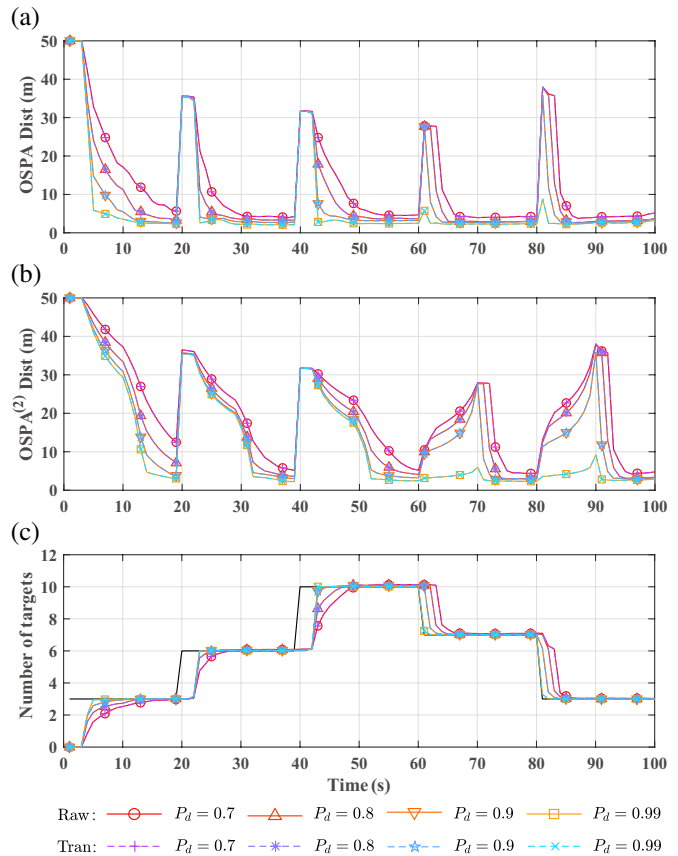 (a)
50
40
30
20
10
0
OSPA Dist (m)
0 10 20 30 40 50 60 70 80 90 100
(b)
50
40
30
20
10
0
OSPA(2) Dist (m)
0 10 20 30 40 50 60 70 80 90 100
(c)
12
10
8
6
4
2
0
Number of targets
0 10 20 30 40 50 60 70 80 90 100
Time (s)
Raw: Pd = 0.7 Pd = 0.8 Pd = 0.9 Pd = 0.99
Tran: Pd = 0.7 Pd = 0.8 Pd = 0.9 Pd = 0.99